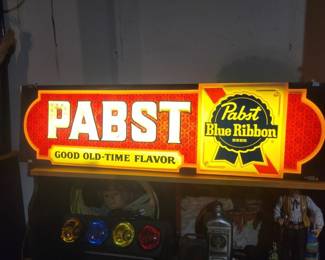 PABST
GOOD OLD-TIME FLAVOR
Pabst
Blue Ribbon
BEER